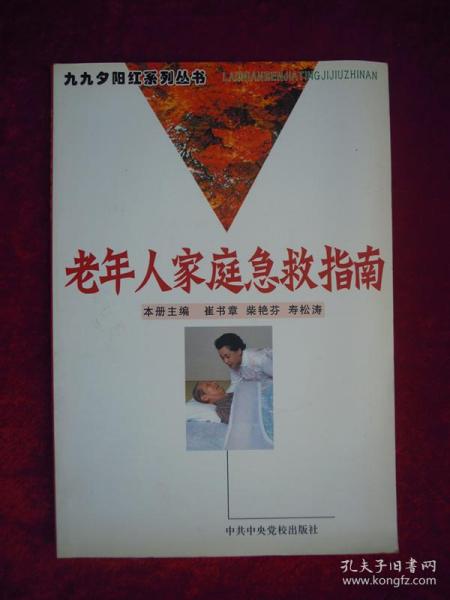 九九夕阳红系列丛书
LAONIANRENJIATINGJIJIUZHINAN
老年人家庭急救指南
本册主编 崔书章 柴艳芬 寿松涛
中共中央党校出版社
孔夫子旧书网
www.kongfz.com